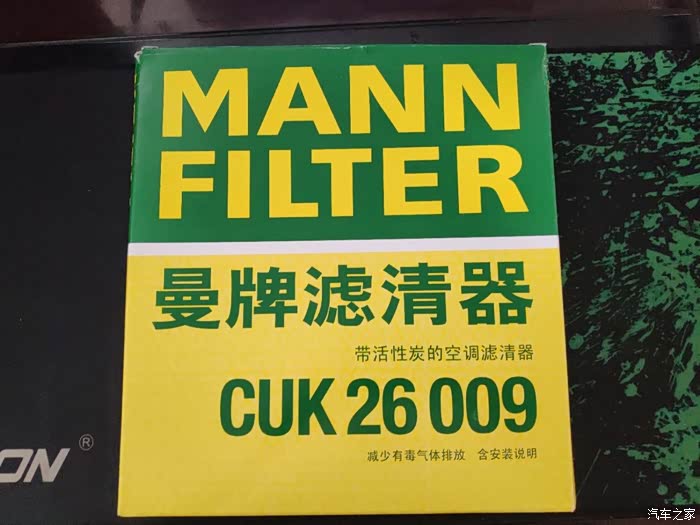 MANN
FILTER
曼牌滤清器
带活性炭的空调滤清器
CUK 26 009
减少有毒气体排放 含安装说明
ON®
汽车之家